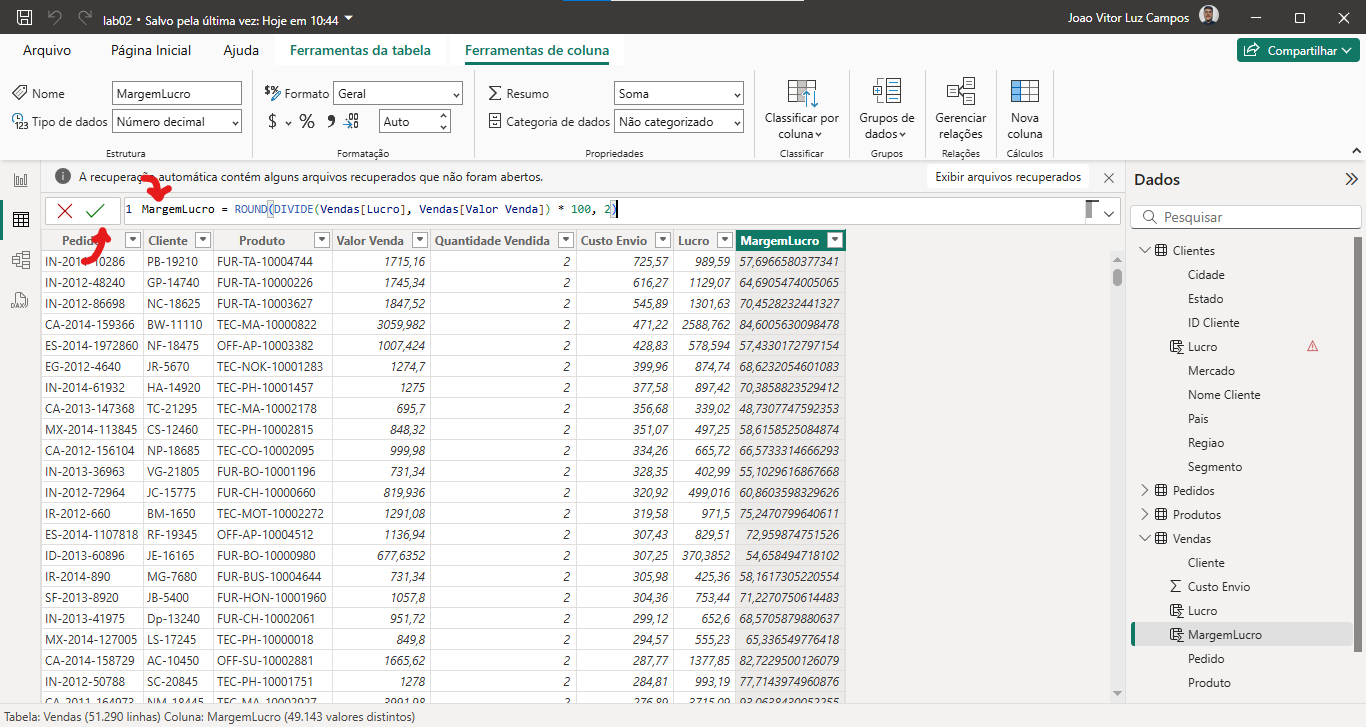 lab02 • Salvo pela última vez: Hoje em 10:44
Joao Vitor Luz Campos
Arquivo Página Inicial Ajuda Ferramentas da tabela Ferramentas de coluna Compartilhar
Nome MargemLucro
Tipo de dados Número decimal
Estrutura
Formato Geral
$ % Auto
Formatação
Resumo Soma
Categoria de dados Não categorizado
Propriedades
Classificar por coluna
Classificar
Grupos de dados
Grupos
Gerenciar relações
Relações
Nova coluna
Cálculos
A recuperação automática contém alguns arquivos recuperados que não foram abertos. Exibir arquivos recuperados
1 MargemLucro = ROUND(DIVIDE(Vendas[Lucro], Vendas[Valor Venda]) * 100, 2)
Cliente Produto Valor Venda Quantidade Vendida Custo Envio Lucro MargemLucro
PB-19210 FUR-TA-10004744 1715,16 2 725,57 989,59 57,6966580377341
IN-2012-48240 GP-14740 FUR-TA-10003226 1745,34 2 616,27 1129,07 64,6905474005065
IN-2012-86698 NC-18625 FUR-TA-10003627 1847,52 2 545,89 1301,63 70,4528232441327
CA-2014-159366 BW-11110 TEC-MA-10000822 3059,982 2 471,22 2588,762 84,6005630098478
ES-2014-1972860 NF-18475 OFF-AP-10003382 1007,424 2 428,83 578,594 57,4330172797154
EG-2012-4640 JR-5670 TEC-NOK-10001283 1274,7 2 399,96 874,74 68,6232054601083
IN-2014-61932 HA-14920 TEC-PH-10001457 1275 2 377,58 897,42 70,3858823529412
CA-2013-147368 TC-21295 TEC-MA-10002178 695,7 2 356,68 339,02 48,7307747592353
MX-2014-113845 CS-12460 TEC-PH-10002815 848,32 2 351,07 497,25 58,6158525084874
CA-2012-156104 NP-18685 TEC-CO-10002095 999,98 2 334,26 665,72 66,5733314666293
IN-2013-36963 VG-21805 FUR-BO-10001196 731,34 2 328,35 402,99 55,1029616867668
IN-2012-72964 JC-15775 FUR-CH-10000660 819,936 2 320,92 499,016 60,8603598329626
IR-2012-660 BM-1650 TEC-MOT-10002272 1291,08 2 319,58 971,5 75,2470799640611
ES-2014-1107818 RF-19345 OFF-AP-10004512 1136,94 2 307,43 829,51 72,959874751526
ID-2013-60896 JE-16165 FUR-BO-10000980 677,6352 2 307,25 370,3852 54,658494718102
IR-2014-890 MG-7680 FUR-BUS-10004644 731,34 2 305,98 425,36 58,1617305220554
SF-2013-8920 JB-5400 FUR-HON-10001960 1057,8 2 304,36 753,44 71,2270750614483
IN-2013-41975 Dp-13240 FUR-CH-10002061 951,72 2 299,12 652,6 68,5705879880637
MX-2014-127005 LS-17245 TEC-PH-10000018 849,8 2 294,57 555,23 65,336549776418
CA-2014-158729 AC-10450 OFF-SU-10002881 1665,62 2 287,77 1377,85 82,7229500126079
IN-2012-50788 SC-20845 TEC-PH-10001751 1278 2 284,81 993,19 77,7143974960876
Dados
Pesquisar
Clientes
Cidade
Estado
ID Cliente
Lucro
Mercado
Nome Cliente
Pais
Regiao
Segmento
Pedidos
Produtos
Vendas
Cliente
Custo Envio
Lucro
MargemLucro
Pedido
Produto
Tabela: Vendas (51.290 linhas) Coluna: MargemLucro (49.143 valores distintos)